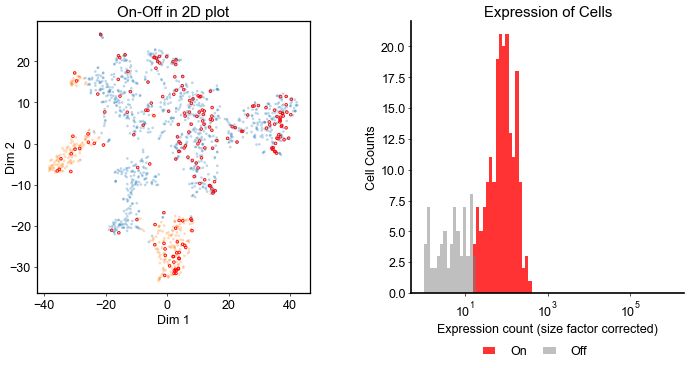 On-Off in 2D plot
Dim 2
20
10
0
−10
−20
−30
−40
−20
0
20
40
Dim 1
Expression of Cells
Cell Counts
20.0
17.5
15.0
12.5
10.0
7.5
5.0
2.5
0.0
10¹
10³
10⁵
Expression count (size factor corrected)
On
Off